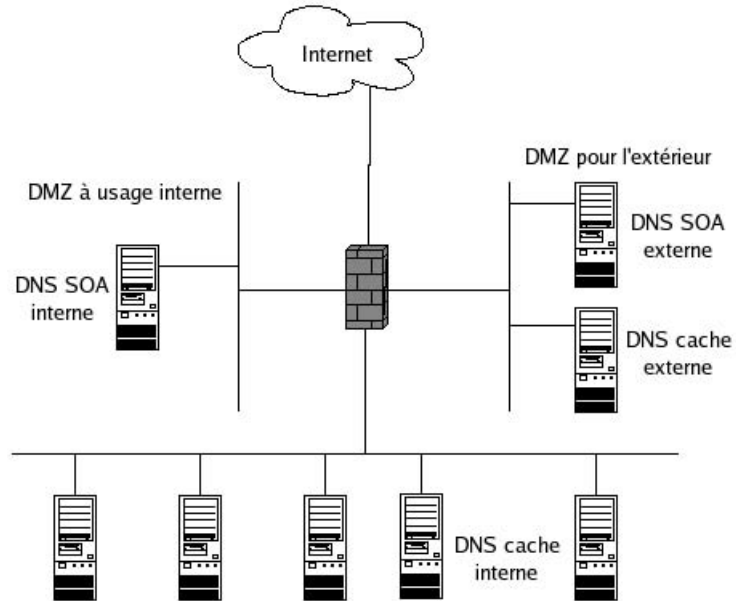 Internet
DMZ pour l'extérieur
DMZ à usage interne
DNS SOA
externe
DNS SOA
interne
DNS cache
externe
DNS cache
interne